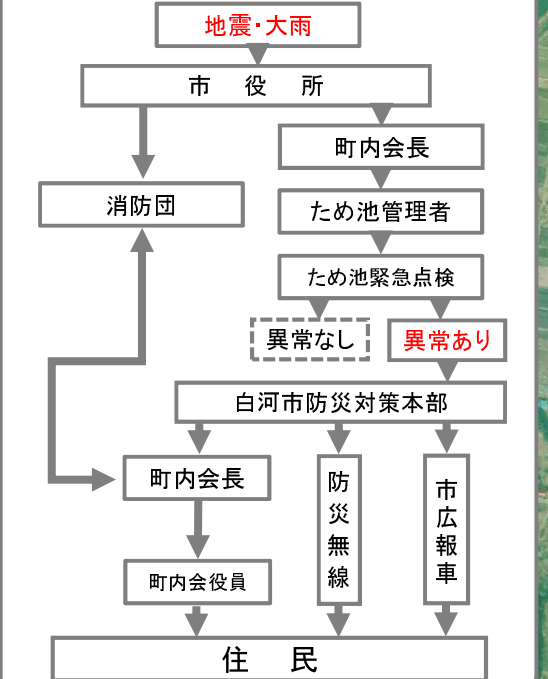 地震・大雨
市 役 所
町内会長
消防団
ため池管理者
ため池緊急点検
異常なし
異常あり
白河市防災対策本部
町内会長
防災無線
市広報車
町内会役員
住 民